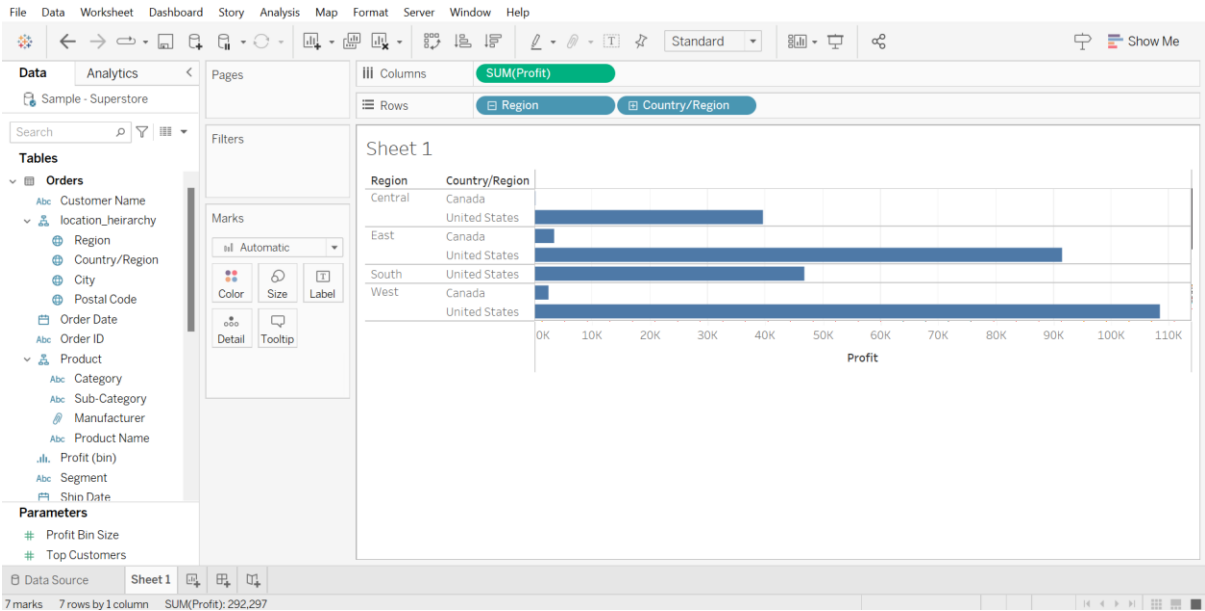 File Data Worksheet Dashboard Story Analysis Map Format Server Window Help
Standard
Show Me
Data Analytics
Sample - Superstore
Search
Tables
Orders
Abc Customer Name
location_heirarchy
Region
Country/Region
City
Postal Code
Order Date
Abc Order ID
Product
Abc Category
Abc Sub-Category
Manufacturer
Abc Product Name
Profit (bin)
Abc Segment
Ship Date
Parameters
# Profit Bin Size
# Top Customers
Pages
Filters
Marks
Automatic
Color Size Label
Detail Tooltip
Columns SUM(Profit)
Rows Region Country/Region
Sheet 1
Region Country/Region
Central Canada
United States
East Canada
United States
South United States
West Canada
United States
0K 10K 20K 30K 40K 50K 60K 70K 80K 90K 100K 110K
Profit
Data Source Sheet 1
7 marks 7 rows by 1 column SUM(Profit): 292,297